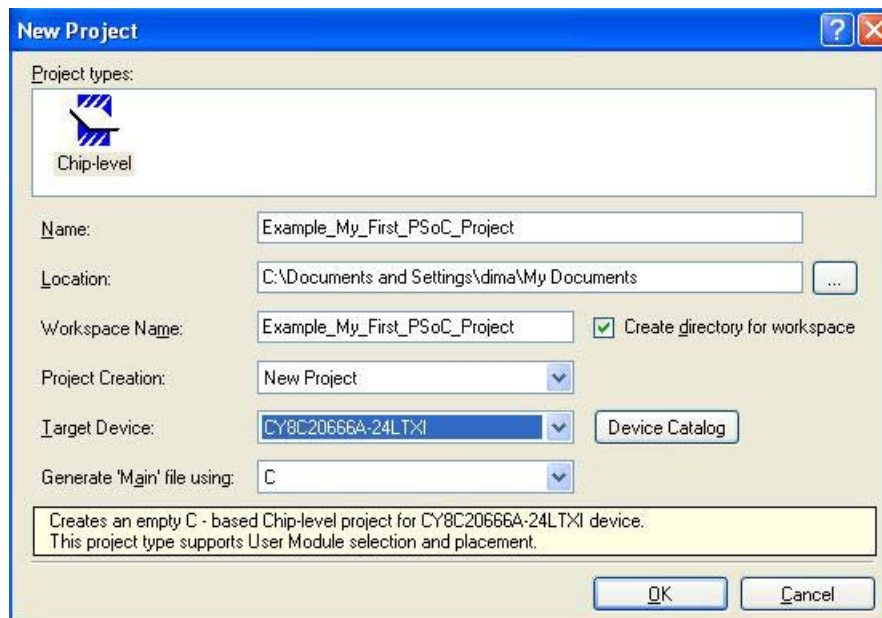 New Project
Project types:
Chip-level
Name:
Example_My_First_PSoC_Project
Location:
C:\Documents and Settings\dima\My Documents
...
Workspace Name:
Example_My_First_PSoC_Project
Create directory for workspace
Project Creation:
New Project
Target Device:
CY8C20666A-24LTXI
Device Catalog
Generate 'Main' file using:
C
Creates an empty C - based Chip-level project for CY8C20666A-24LTXI device.
This project type supports User Module selection and placement.
OK
Cancel